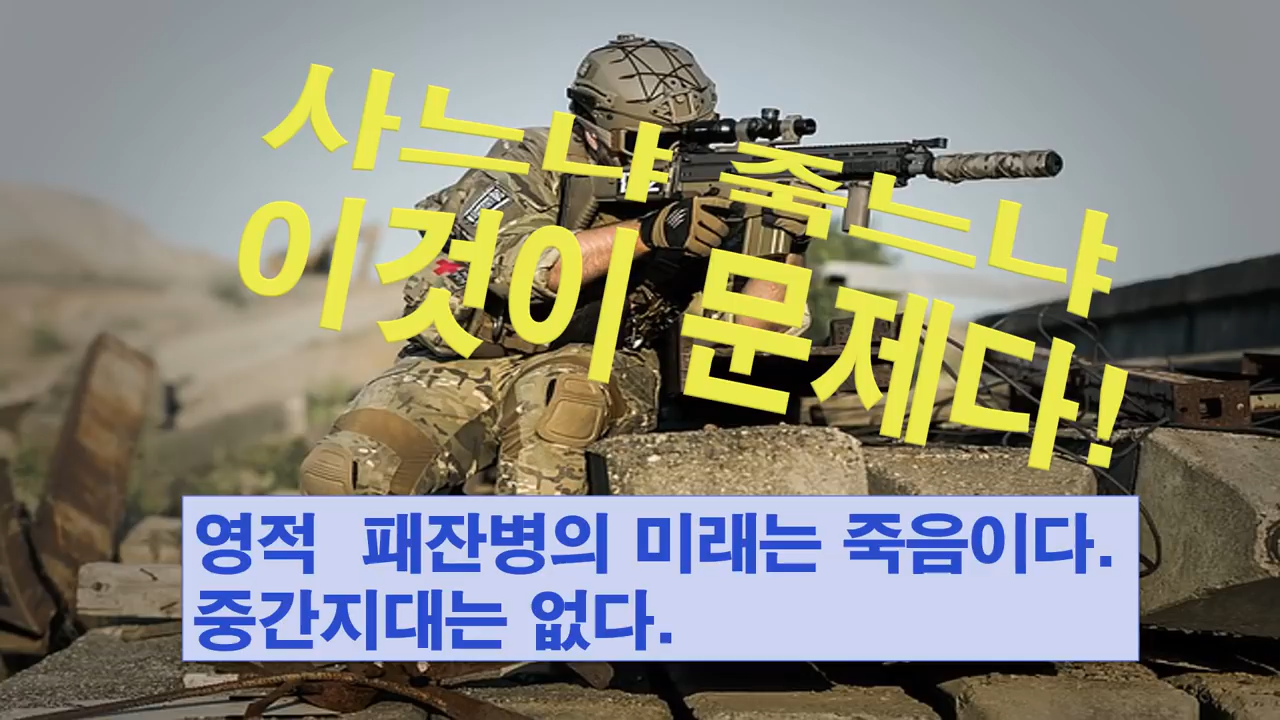 사느냐 죽느냐
이것이 문제다!
영적 패잔병의 미래는 죽음이다.
중간지대는 없다.